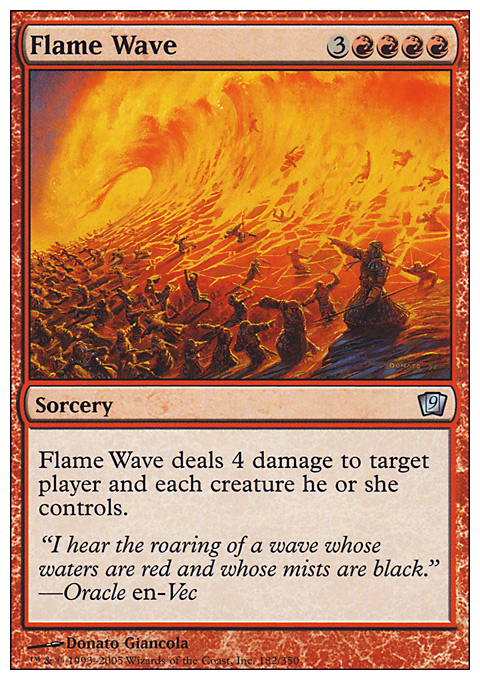 Flame Wave 3
Sorcery 9
Flame Wave deals 4 damage to target
player and each creature he or she
controls.
“I hear the roaring of a wave whose
waters are red and whose mists are black.”
—Oracle en-Vec
Donato Giancola
™ & © 1993–2005 Wizards of the Coast, Inc. 182/350